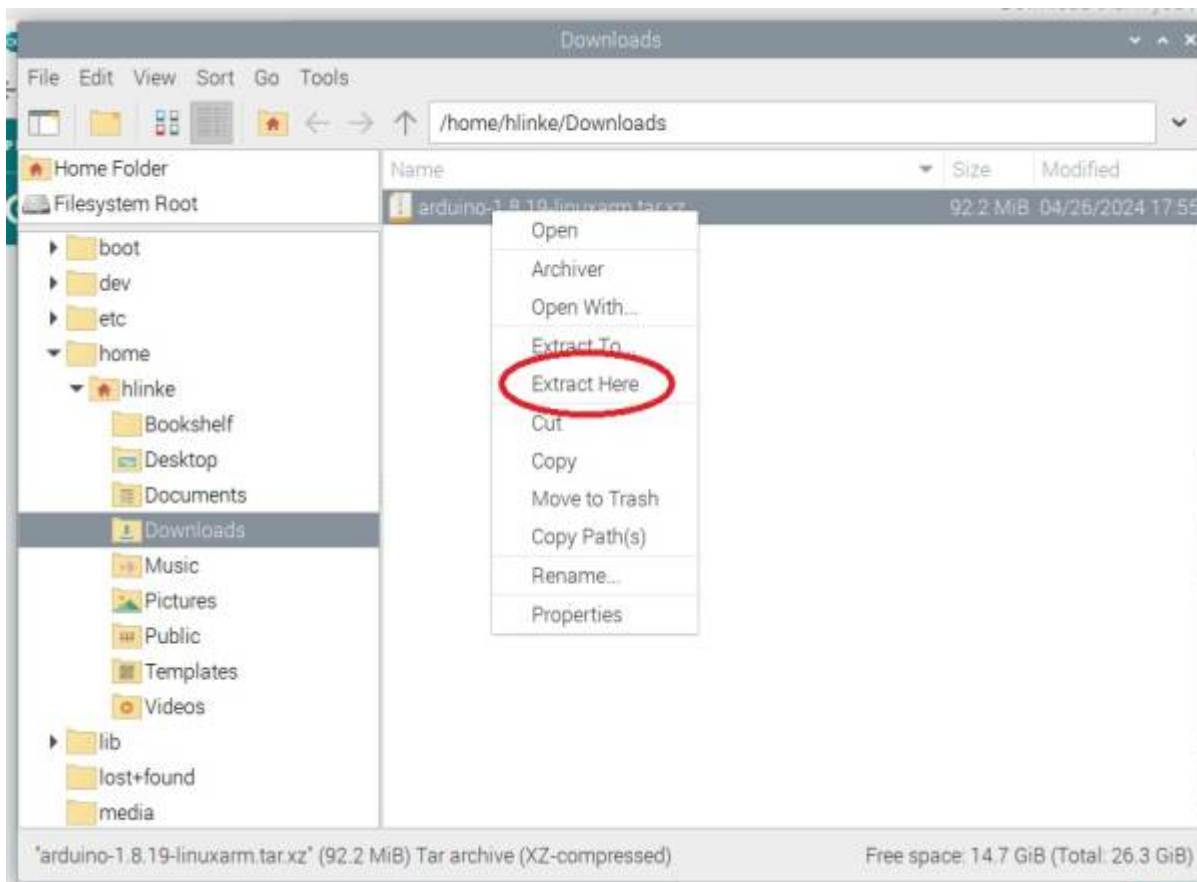 Downloads
File Edit View Sort Go Tools
/home/hlinke/Downloads
Home Folder
Filesystem Root
boot
dev
etc
home
hlinke
Bookshelf
Desktop
Documents
Downloads
Music
Pictures
Public
Templates
Videos
lib
lost+found
media
Name Size Modified
arduino-1.8.19-linuxarm.tar.xz 92.2 MiB 04/26/2024 17:55
Open
Archiver
Open With...
Extract To...
Extract Here
Cut
Copy
Move to Trash
Copy Path(s)
Rename...
Properties
"arduino-1.8.19-linuxarm.tar.xz" (92.2 MiB) Tar archive (XZ-compressed) Free space: 14.7 GiB (Total: 26.3 GiB)